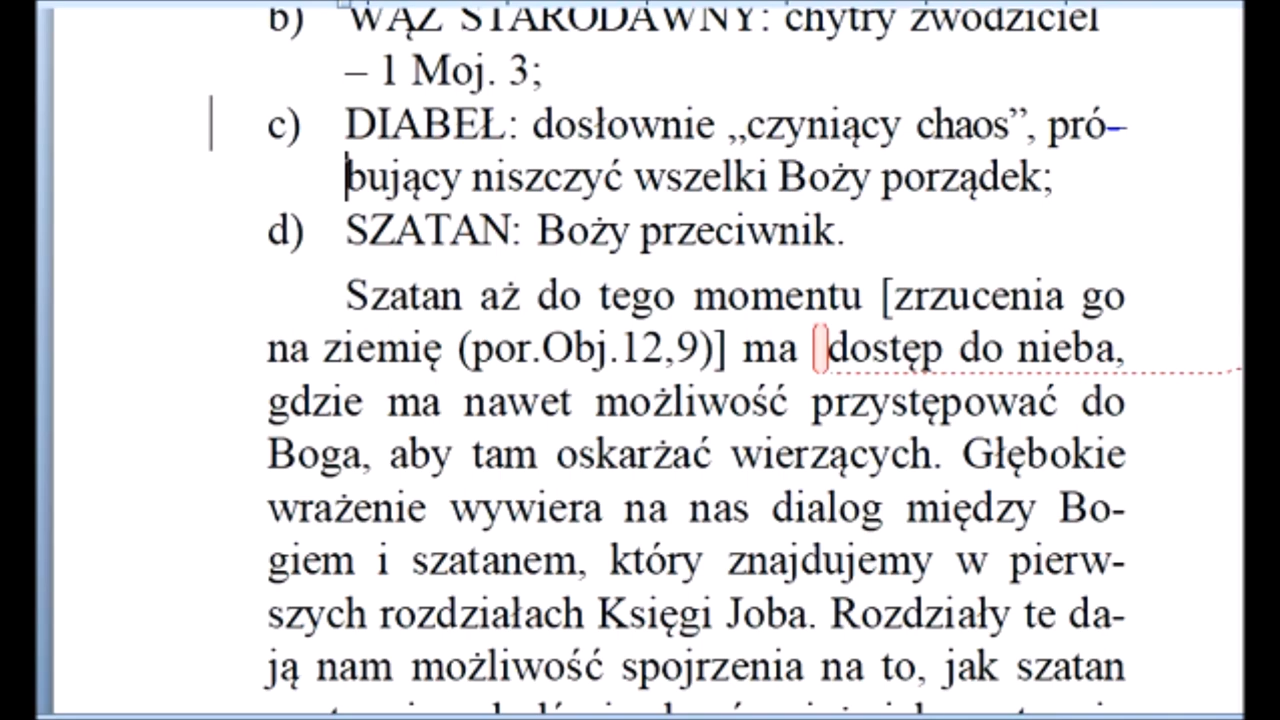 b) WĄŻ STARODAWNY: chytry zwodziciel
– 1 Moj. 3;
c) DIABEŁ: dosłownie „czyniący chaos”, pró-
bujący niszczyć wszelki Boży porządek;
d) SZATAN: Boży przeciwnik.
Szatan aż do tego momentu [zrzucenia go
na ziemię (por.Obj.12,9)] ma dostęp do nieba,
gdzie ma nawet możliwość przystępować do
Boga, aby tam oskarżać wierzących. Głębokie
wrażenie wywiera na nas dialog między Bo-
giem i szatanem, który znajdujemy w pierw-
szych rozdziałach Księgi Joba. Rozdziały te da-
ją nam możliwość spojrzenia na to, jak szatan